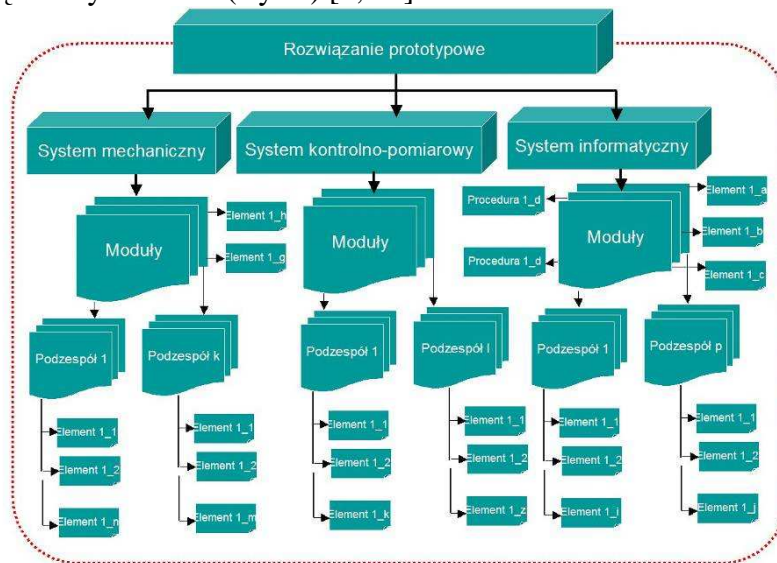 Rozwiązanie prototypowe
System mechaniczny
System kontrolno-pomiarowy
System informatyczny
Moduły
Element 1_h
Element 1_g
Moduły
Procedura 1_d
Procedura 1_d
Moduły
Element 1_a
Element 1_b
Element 1_c
Podzespół 1
Podzespół k
Podzespół 1
Podzespół l
Podzespół 1
Podzespół p
Element 1_1
Element 1_2
Element 1_n
Element 1_1
Element 1_2
Element 1_m
Element 1_1
Element 1_2
Element 1_k
Element 1_1
Element 1_2
Element 1_z
Element 1_1
Element 1_2
Element 1_i
Element 1_1
Element 1_2
Element 1_j